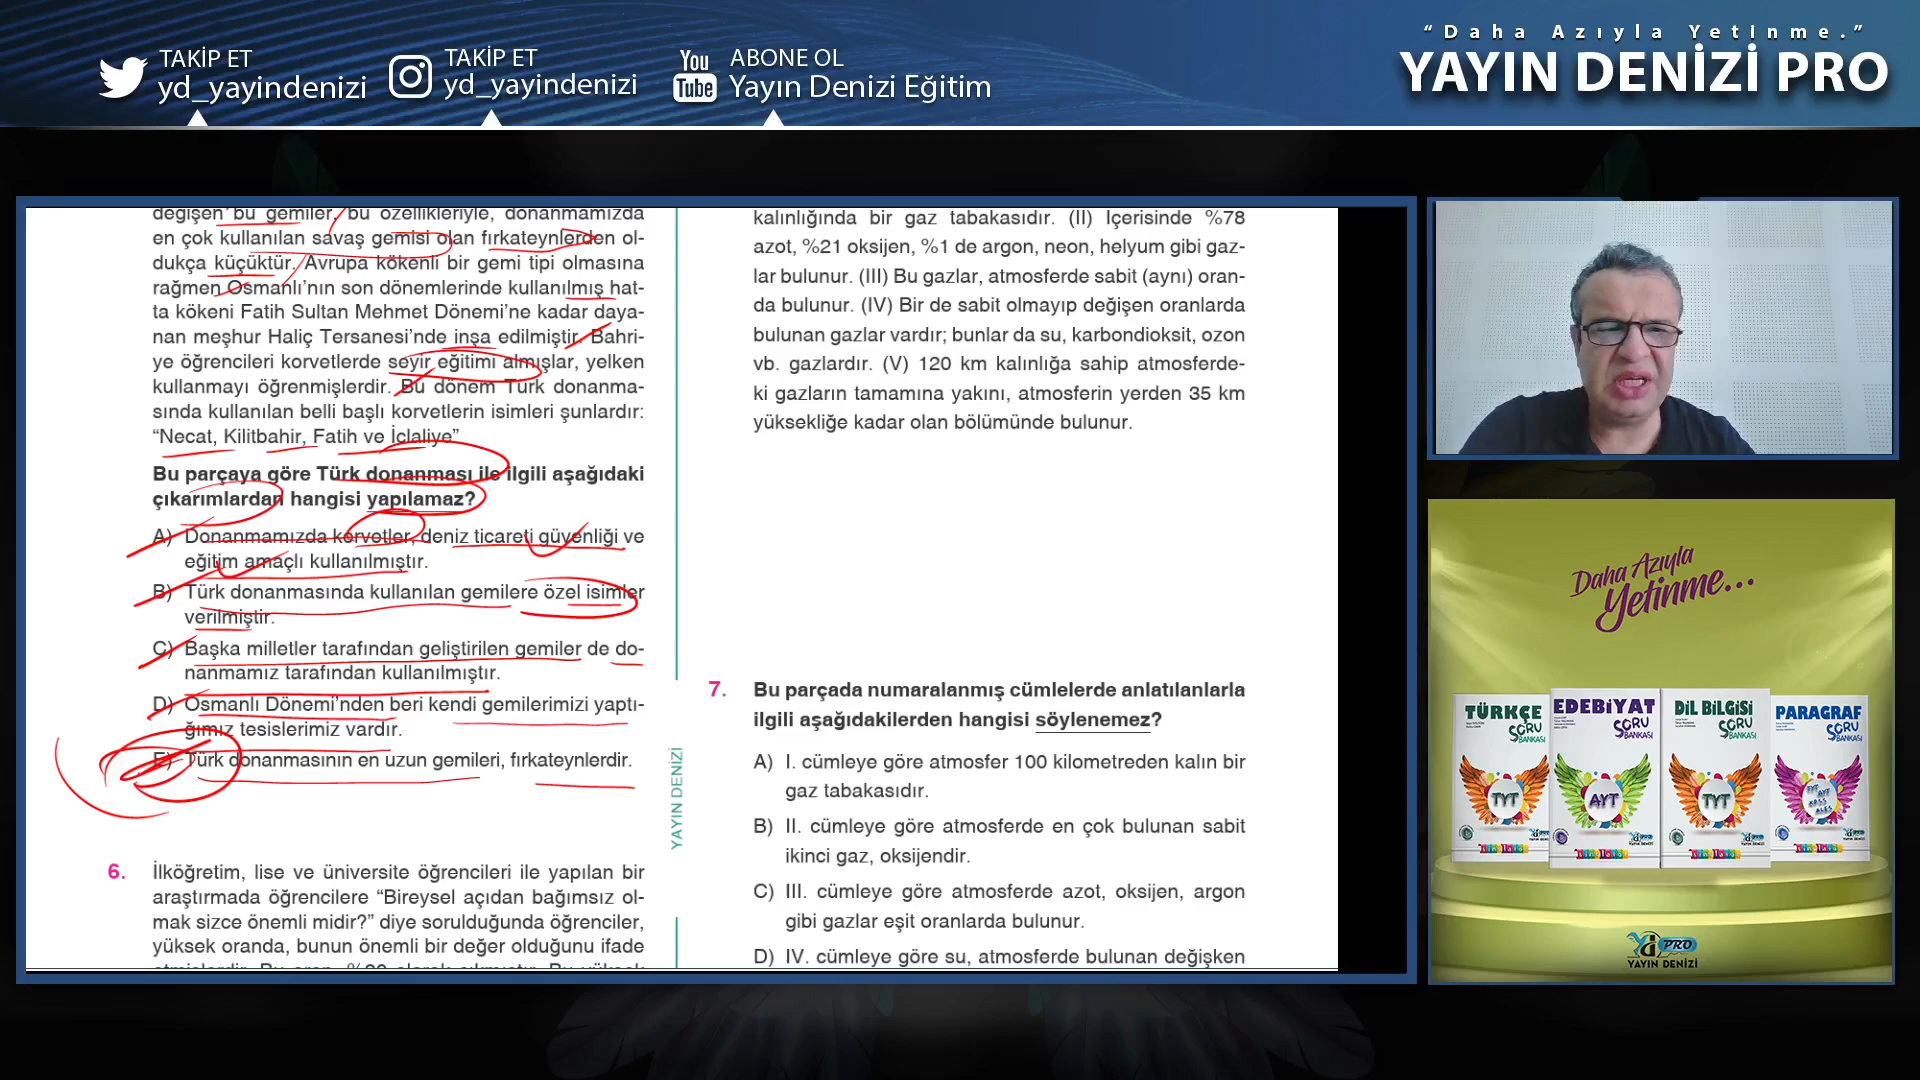 TAKİP ET
yd_yayindenizi
TAKİP ET
yd_yayindenizi
You
Tube
ABONE OL
Yayın Denizi Eğitim
“Daha Azıyla Yetinme.”
YAYIN DENİZİ PRO
değişen bu gemiler, bu özellikleriyle, donanmamızda
en çok kullanılan savaş gemisi olan fırkateynlerden ol-
dukça küçüktür. Avrupa kökenli bir gemi tipi olmasına
rağmen Osmanlı’nın son dönemlerinde kullanılmış hat-
ta kökeni Fatih Sultan Mehmet Dönemi’ne kadar daya-
nan meşhur Haliç Tersanesi’nde inşa edilmiştir. Bahri-
ye öğrencileri korvetlerde seyir eğitimi almışlar, yelken
kullanmayı öğrenmişlerdir. Bu dönem Türk donanma-
sında kullanılan belli başlı korvetlerin isimleri şunlardır:
“Necat, Kilitbahir, Fatih ve İclaliye”
Bu parçaya göre Türk donanması ile ilgili aşağıdaki
çıkarımlardan hangisi yapılamaz?
A) Donanmamızda korvetler, deniz ticareti güvenliği ve
eğitim amaçlı kullanılmıştır.
B) Türk donanmasında kullanılan gemilere özel isimler
verilmiştir.
C) Başka milletler tarafından geliştirilen gemiler de do-
nanmamız tarafından kullanılmıştır.
D) Osmanlı Dönemi’nden beri kendi gemilerimizi yaptı-
ğımız tesislerimiz vardır.
E) Türk donanmasının en uzun gemileri, fırkateynlerdir.
6. İlköğretim, lise ve üniversite öğrencileri ile yapılan bir
araştırmada öğrencilere “Bireysel açıdan bağımsız ol-
mak sizce önemli midir?” diye sorulduğunda öğrenciler,
yüksek oranda, bunun önemli bir değer olduğunu ifade
YAYIN DENİZİ
kalınlığında bir gaz tabakasıdır. (II) İçerisinde %78
azot, %21 oksijen, %1 de argon, neon, helyum gibi gaz-
lar bulunur. (III) Bu gazlar, atmosferde sabit (aynı) oran-
da bulunur. (IV) Bir de sabit olmayıp değişen oranlarda
bulunan gazlar vardır; bunlar da su, karbondioksit, ozon
vb. gazlardır. (V) 120 km kalınlığa sahip atmosferde-
ki gazların tamamına yakını, atmosferin yerden 35 km
yüksekliğe kadar olan bölümünde bulunur.
7. Bu parçada numaralanmış cümlelerde anlatılanlarla
ilgili aşağıdakilerden hangisi söylenemez?
A) I. cümleye göre atmosfer 100 kilometreden kalın bir
gaz tabakasıdır.
B) II. cümleye göre atmosferde en çok bulunan sabit
ikinci gaz, oksijendir.
C) III. cümleye göre atmosferde azot, oksijen, argon
gibi gazlar eşit oranlarda bulunur.
D) IV. cümleye göre su, atmosferde bulunan değişken
Daha Azıyla
Yetinme...
TÜRKÇE
SORU
BANKASI
TYT
EDEBİYAT
SORU
BANKASI
AYT
DİL BİLGİSİ
SORU
BANKASI
TYT
PARAGRAF
SORU
BANKASI
PRO
YAYIN DENİZİ